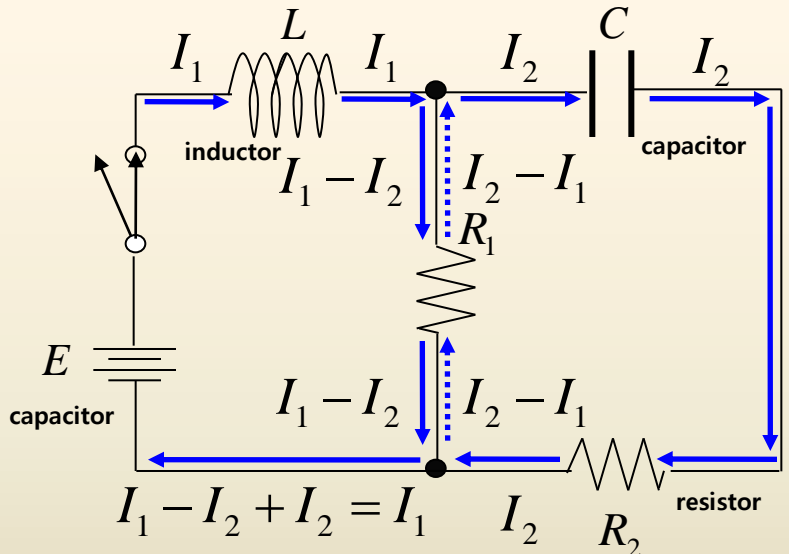 L
C
I₁
I₁
I₂
I₂
inductor
capacitor
I₁ − I₂
I₂ − I₁
R₁
E
capacitor
I₁ − I₂
I₂ − I₁
I₁ − I₂ + I₂ = I₁
I₂
resistor
R₂